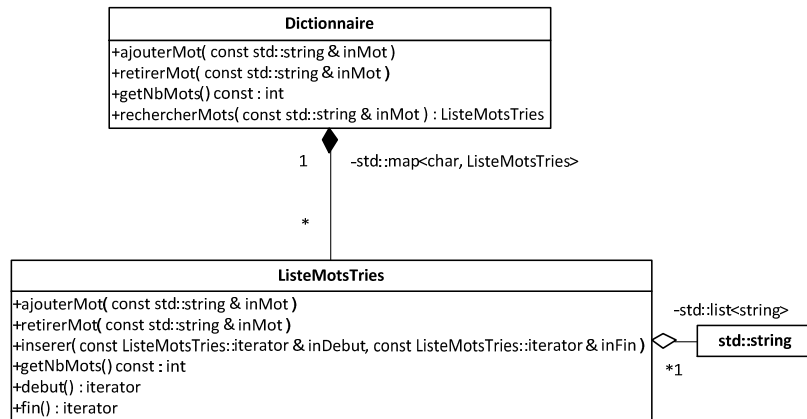 Dictionnaire
+ajouterMot( const std::string & inMot )
+retirerMot( const std::string & inMot )
+getNbMots() const : int
+rechercherMots( const std::string & inMot ) : ListeMotsTries
1
-std::map<char, ListeMotsTries>
*
ListeMotsTries
+ajouterMot( const std::string & inMot )
+retirerMot( const std::string & inMot )
+inserer( const ListeMotsTries::iterator & inDebut, const ListeMotsTries::iterator & inFin )
+getNbMots() const : int
+debut() : iterator
+fin() : iterator
-std::list<string>
std::string
*1